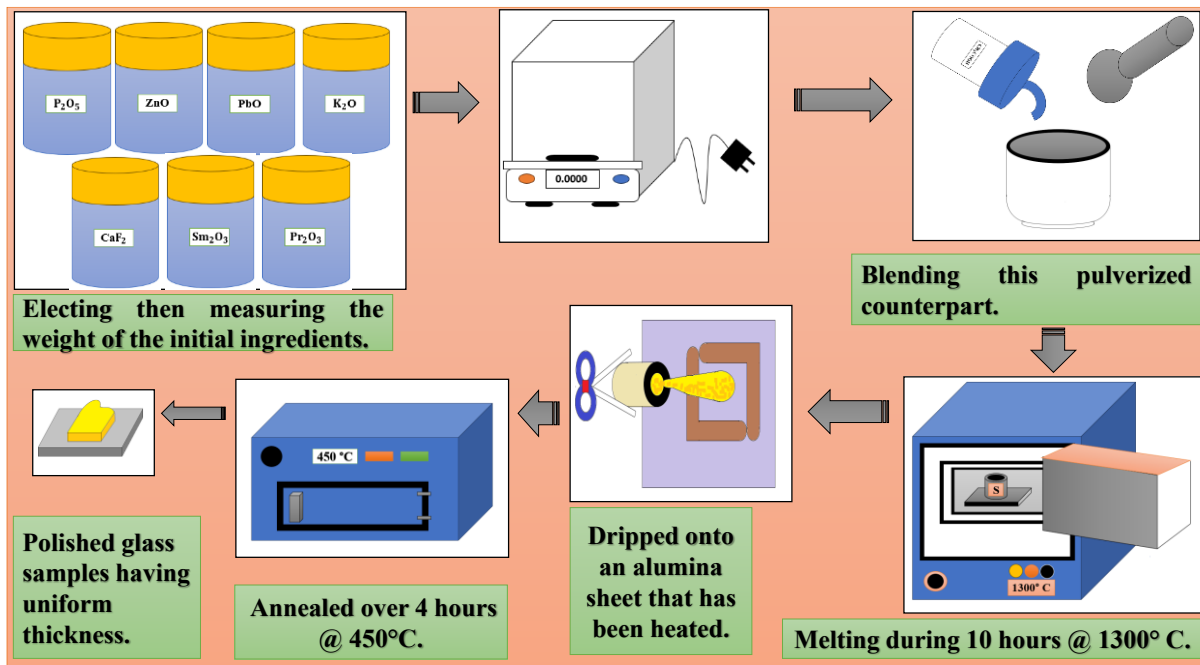 P₂O₅
ZnO
PbO
K₂O
CaF₂
Sm₂O₃
Pr₂O₃
Electing then measuring the
weight of the initial ingredients.
0.0000
Blending this pulverized
counterpart.
S
1300° C
Melting during 10 hours @ 1300° C.
Dripped onto
an alumina
sheet that has
been heated.
450 °C
Annealed over 4 hours
@ 450°C.
Polished glass
samples having
uniform
thickness.